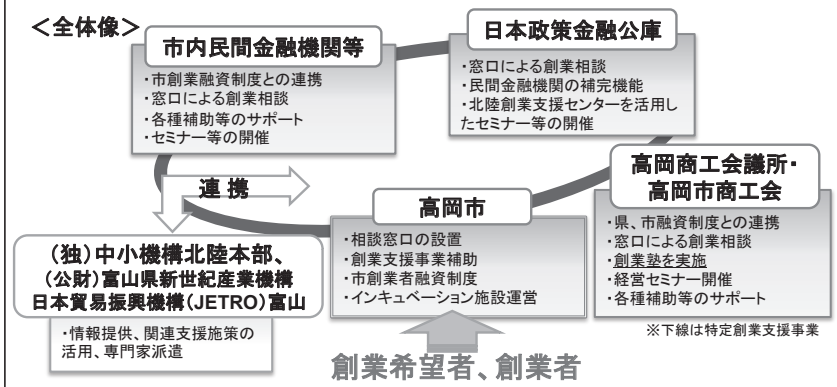 ＜全体像＞
市内民間金融機関等
・市創業融資制度との連携
・窓口による創業相談
・各種補助等のサポート
・セミナー等の開催
日本政策金融公庫
・窓口による創業相談
・民間金融機関の補完機能
・北陸創業支援センターを活用し
たセミナー等の開催
連 携
高岡市
・相談窓口の設置
・創業支援事業補助
・市創業者融資制度
・インキュベーション施設運営
高岡商工会議所・
高岡市商工会
・県、市融資制度との連携
・窓口による創業相談
・創業塾を実施
・経営セミナー開催
・各種補助等のサポート
※下線は特定創業支援事業
（独）中小機構北陸本部、
（公財）富山県新世紀産業機構
日本貿易振興機構（JETRO）富山
・情報提供、関連支援施策の
活用、専門家派遣
創業希望者、創業者